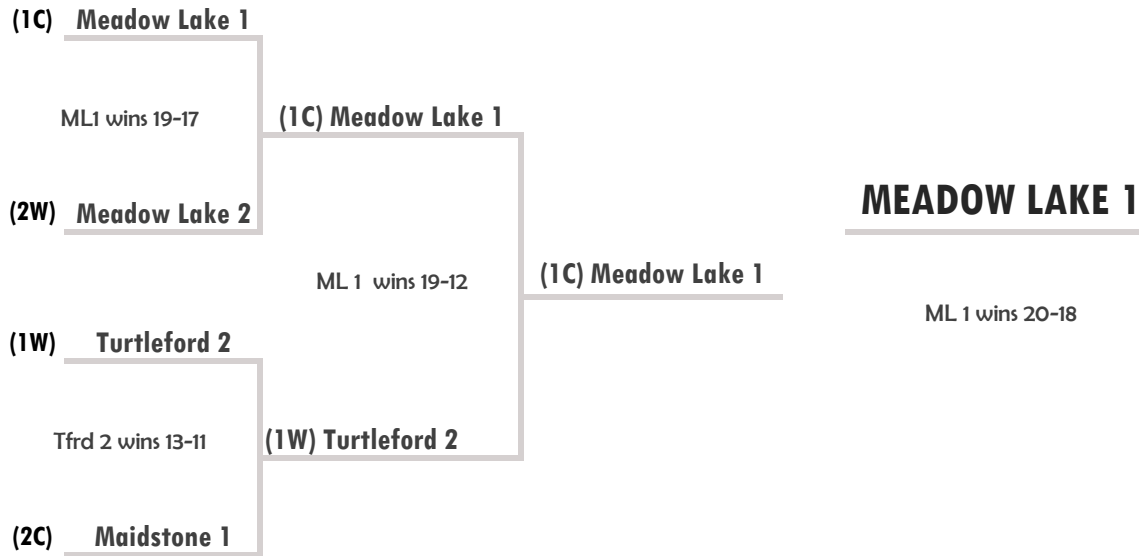 (1C) Meadow Lake 1
ML1 wins 19-17
(1C) Meadow Lake 1
(2W) Meadow Lake 2
MEADOW LAKE 1
ML 1 wins 19-12
(1C) Meadow Lake 1
ML 1 wins 20-18
(1W) Turtleford 2
Tfrd 2 wins 13-11
(1W) Turtleford 2
(2C) Maidstone 1